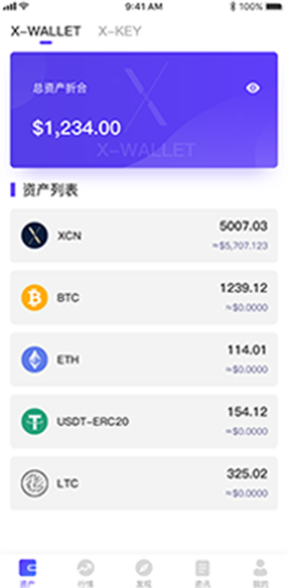 9:41 AM 100%
X-WALLET X-KEY
总资产折合
$1,234.00
X-WALLET
资产列表
XCN 5007.03
≈$5,707.123
BTC 1239.12
≈$0.0000
ETH 114.01
≈$0.0000
USDT-ERC20 154.12
≈$0.0000
LTC 325.02
≈$0.0000
资产 行情 发现 资讯 我的